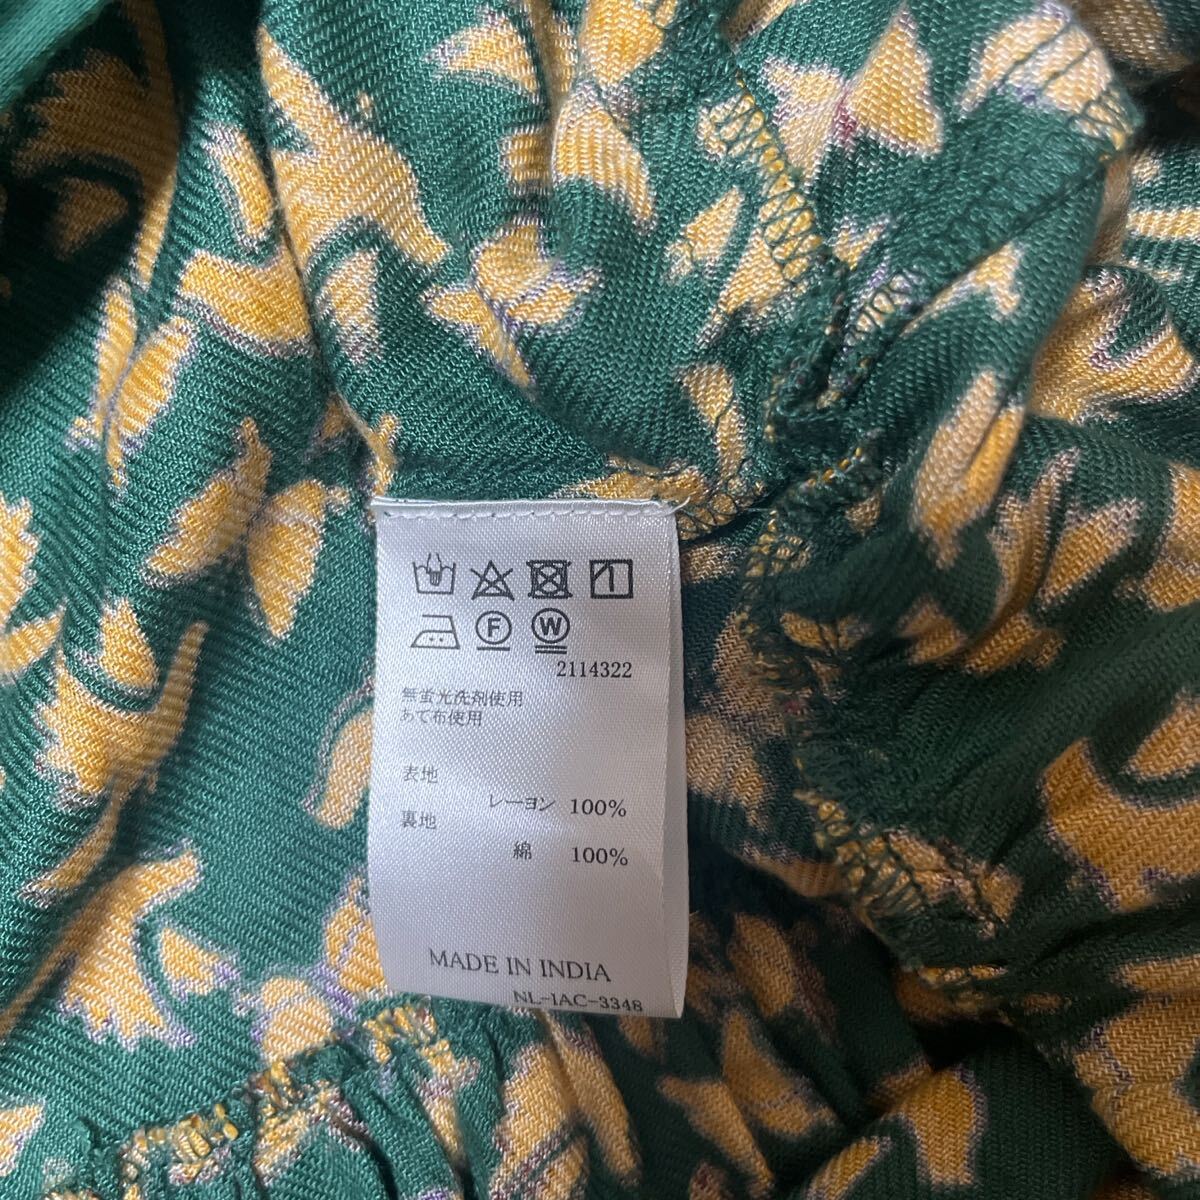 F W
2114322
無蛍光洗剤使用
あて布使用
表地
レーヨン 100%
裏地
綿 100%
MADE IN INDIA
NL-IAC-3348